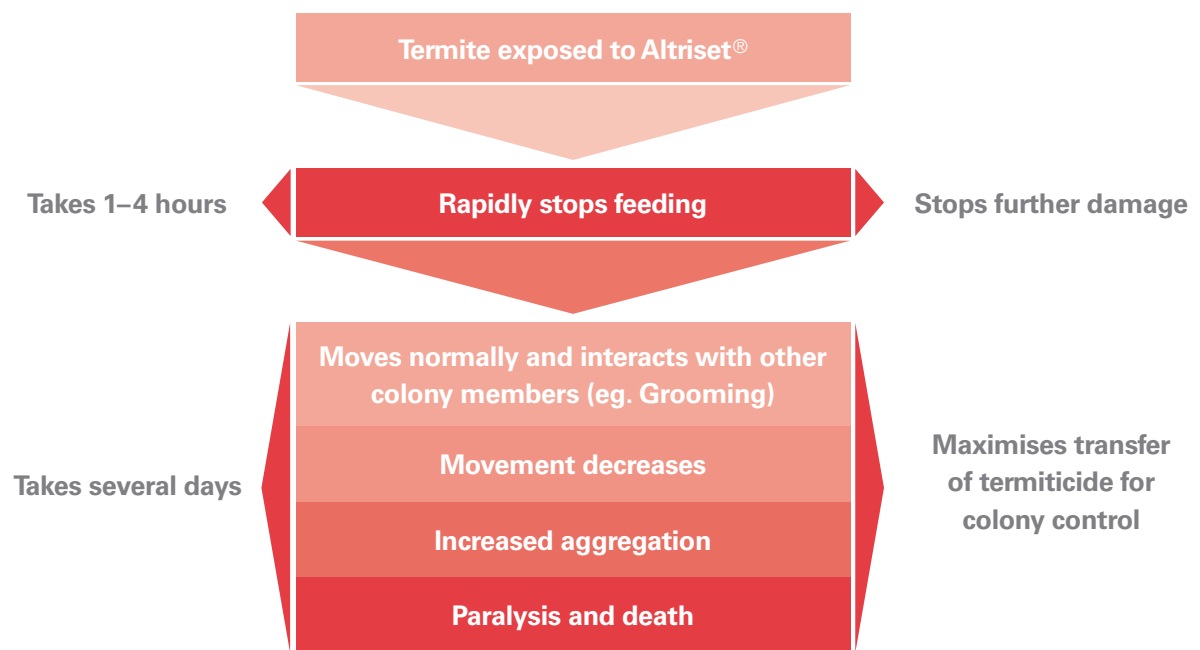 Termite exposed to Altriset®
Takes 1–4 hours
Rapidly stops feeding
Stops further damage
Moves normally and interacts with other
colony members (eg. Grooming)
Movement decreases
Increased aggregation
Paralysis and death
Takes several days
Maximises transfer
of termiticide for
colony control